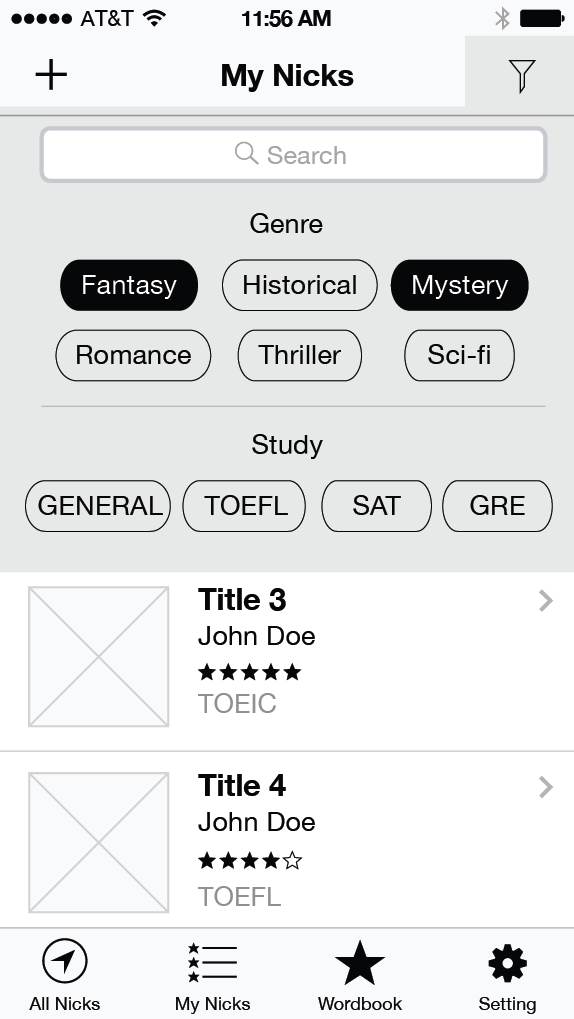 AT&T 11:56 AM
My Nicks
Search
Genre
Fantasy Historical Mystery
Romance Thriller Sci-fi
Study
GENERAL TOEFL SAT GRE
Title 3
John Doe
TOEIC
Title 4
John Doe
TOEFL
All Nicks My Nicks Wordbook Setting